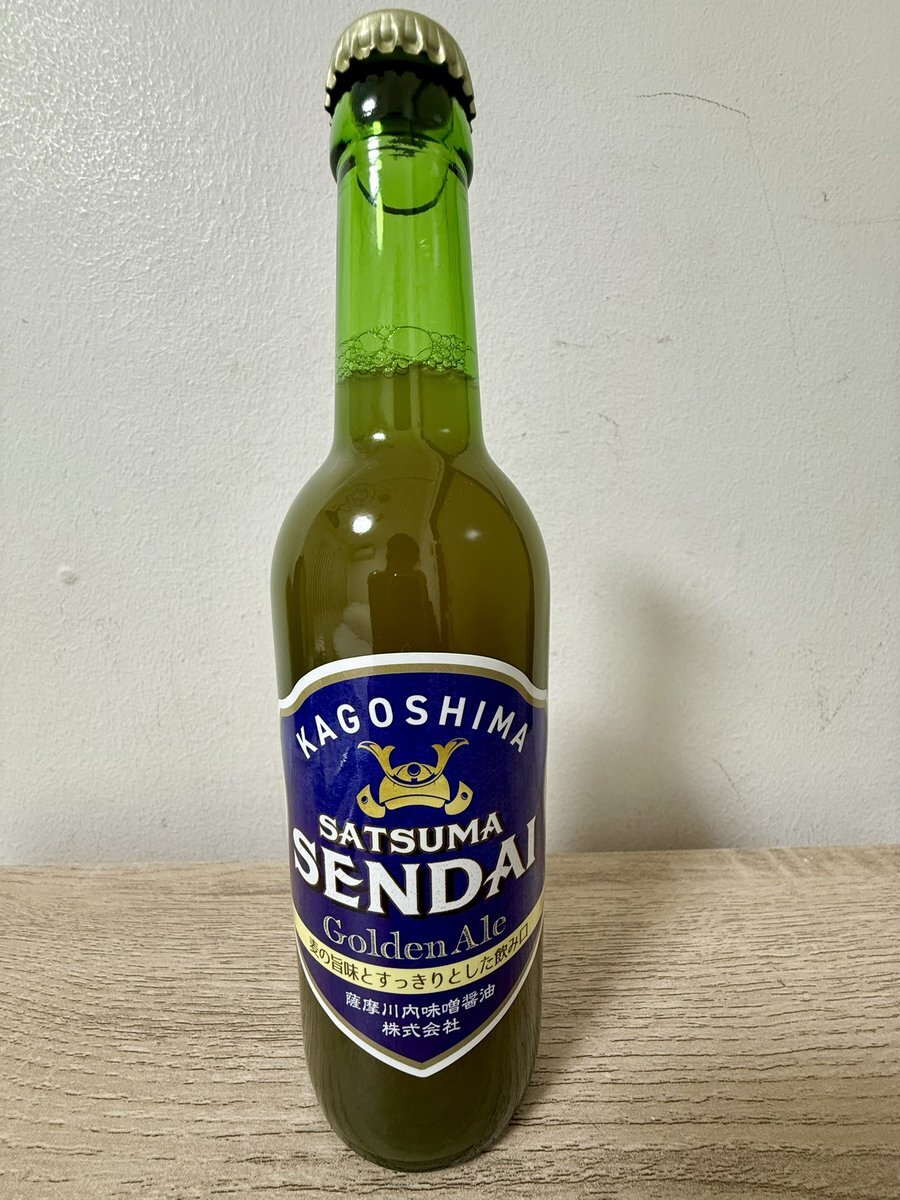 KAGOSHIMA
SATSUMA
SENDAI
Golden Ale
麦の旨味とすっきりとした飲み口
薩摩川内味噌醤油
株式会社